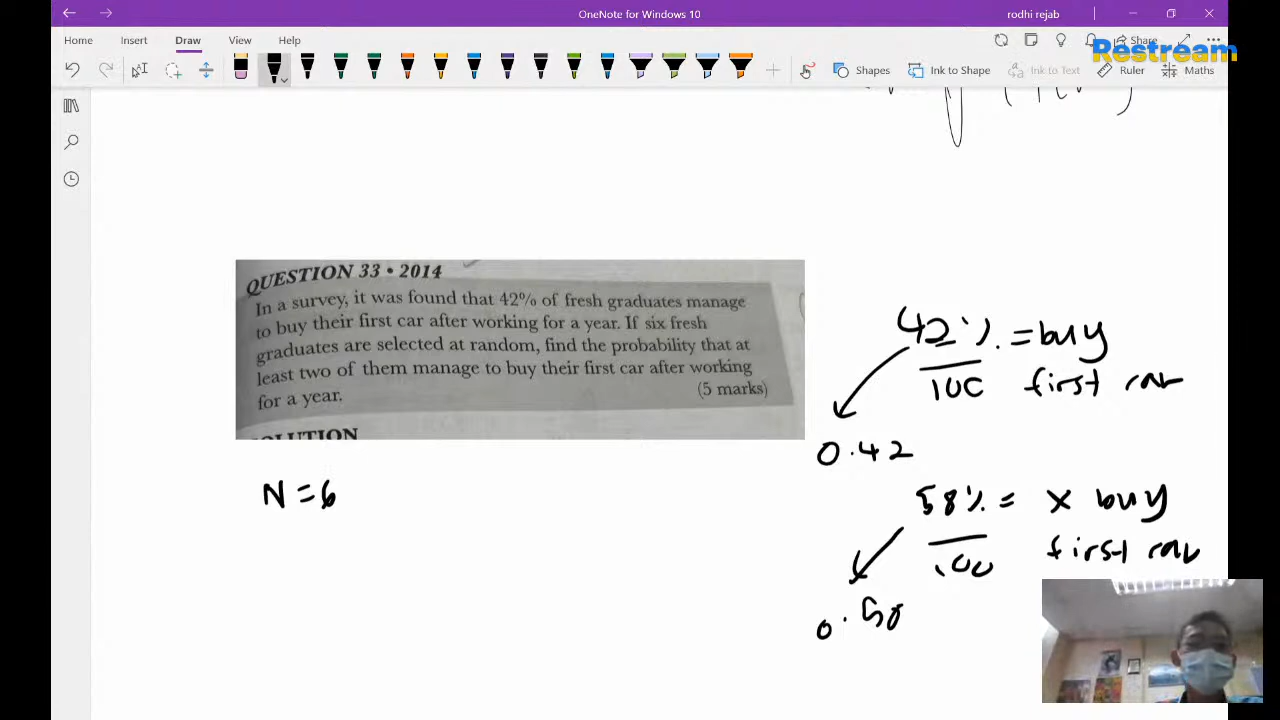 OneNote for Windows 10
rodhi rejab
Home Insert Draw View Help
Share
Restream
Shapes
Ink to Shape
Ink to Text
Ruler
Maths
QUESTION 33 • 2014
In a survey, it was found that 42% of fresh graduates manage
to buy their first car after working for a year. If six fresh
graduates are selected at random, find the probability that at
least two of them manage to buy their first car after working
for a year.
(5 marks)
SOLUTION
N = 6
42% = buy
100 first car
0.42
58% = x buy
100 first car
0.58